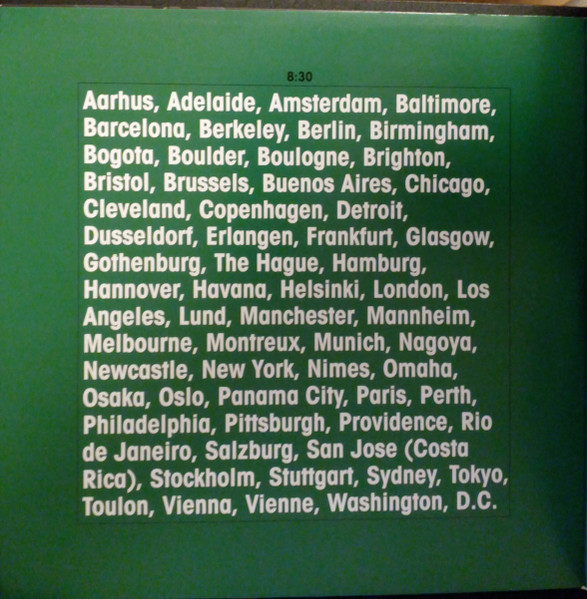 8:30
Aarhus, Adelaide, Amsterdam, Baltimore,
Barcelona, Berkeley, Berlin, Birmingham,
Bogota, Boulder, Boulogne, Brighton,
Bristol, Brussels, Buenos Aires, Chicago,
Cleveland, Copenhagen, Detroit,
Dusseldorf, Erlangen, Frankfurt, Glasgow,
Gothenburg, The Hague, Hamburg,
Hannover, Havana, Helsinki, London, Los
Angeles, Lund, Manchester, Mannheim,
Melbourne, Montreux, Munich, Nagoya,
Newcastle, New York, Nimes, Omaha,
Osaka, Oslo, Panama City, Paris, Perth,
Philadelphia, Pittsburgh, Providence, Rio
de Janeiro, Salzburg, San Jose (Costa
Rica), Stockholm, Stuttgart, Sydney, Tokyo,
Toulon, Vienna, Vienne, Washington, D.C.